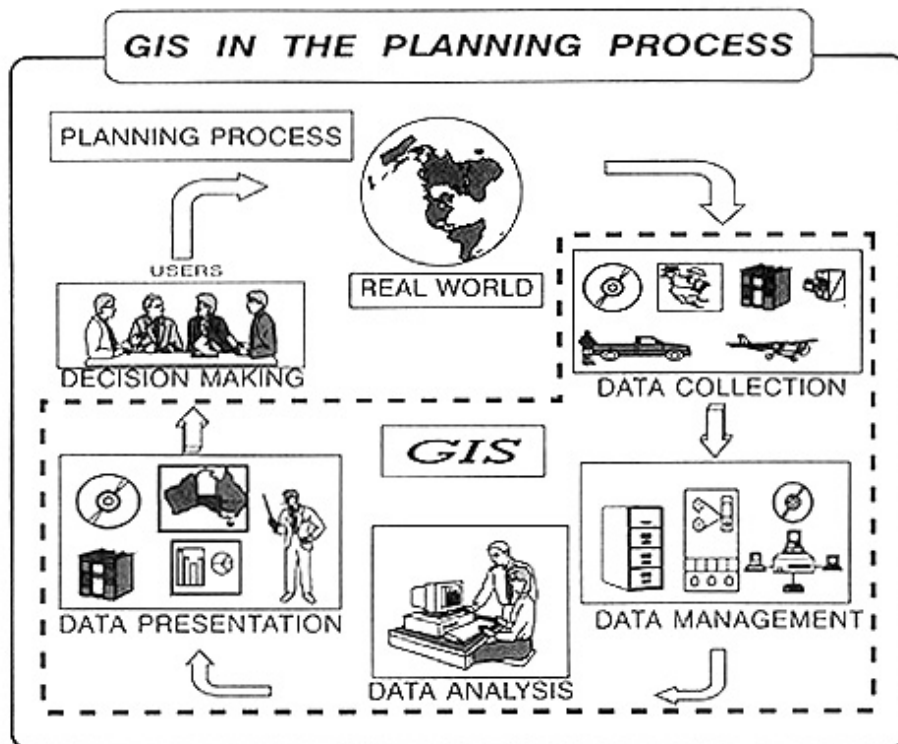 GIS IN THE PLANNING PROCESS
PLANNING PROCESS
REAL WORLD
USERS
DECISION MAKING
DATA COLLECTION
GIS
DATA PRESENTATION
DATA MANAGEMENT
DATA ANALYSIS